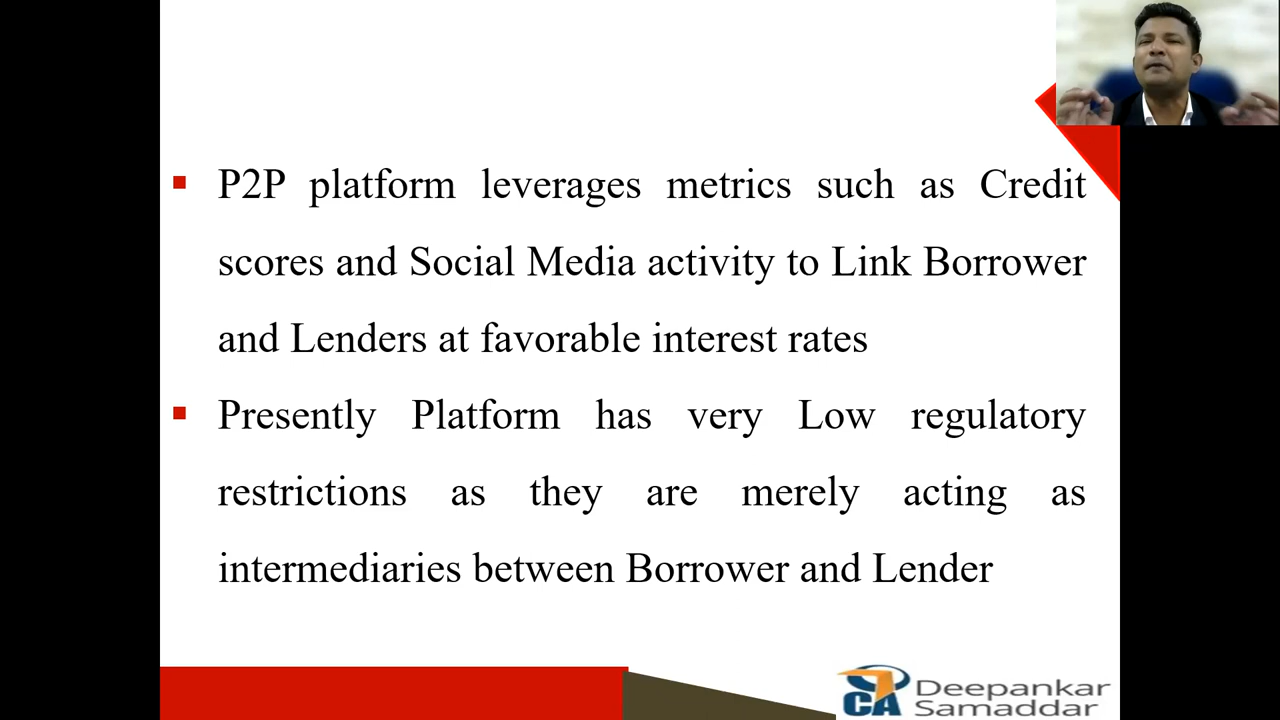 P2P platform leverages metrics such as Credit
scores and Social Media activity to Link Borrower
and Lenders at favorable interest rates
Presently Platform has very Low regulatory
restrictions as they are merely acting as
intermediaries between Borrower and Lender
CA Deepankar
Samaddar